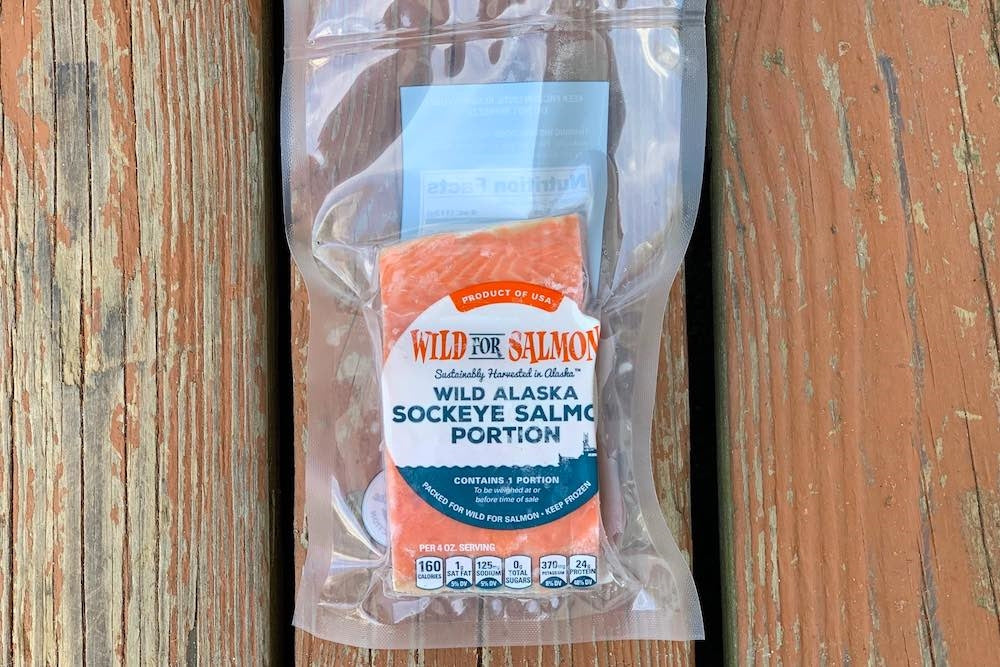 Nutrition Facts
PRODUCT OF USA
WILD FOR SALMON
Sustainably Harvested in Alaska™
WILD ALASKA
SOCKEYE SALMO
PORTION
CONTAINS 1 PORTION
To be weighed at or
before time of sale
PACKED FOR WILD FOR SALMON • KEEP FROZEN
PER 4 OZ. SERVING
160 CALORIES
1g SAT FAT 5% DV
125mg SODIUM 5% DV
0g TOTAL SUGARS
370mg POTASSIUM 8% DV
24g PROTEIN 48% DV